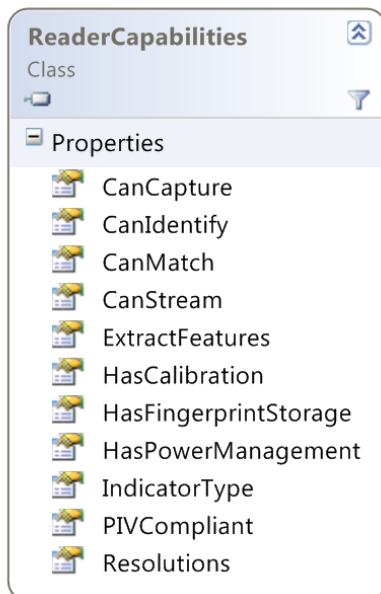 ReaderCapabilities
Class
Properties
CanCapture
CanIdentify
CanMatch
CanStream
ExtractFeatures
HasCalibration
HasFingerprintStorage
HasPowerManagement
IndicatorType
PIVCompliant
Resolutions